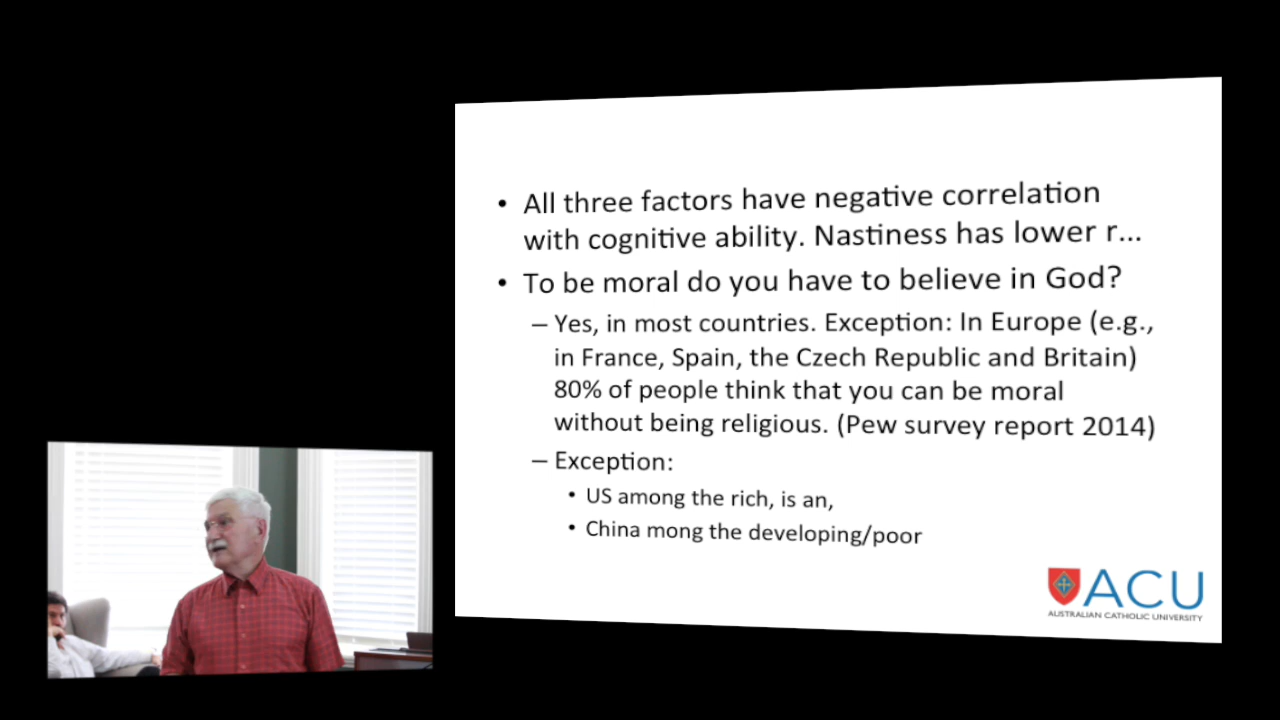 • All three factors have negative correlation
with cognitive ability. Nastiness has lower r...
• To be moral do you have to believe in God?
– Yes, in most countries. Exception: In Europe (e.g.,
in France, Spain, the Czech Republic and Britain)
80% of people think that you can be moral
without being religious. (Pew survey report 2014)
– Exception:
• US among the rich, is an,
• China mong the developing/poor
ACU
AUSTRALIAN CATHOLIC UNIVERSITY